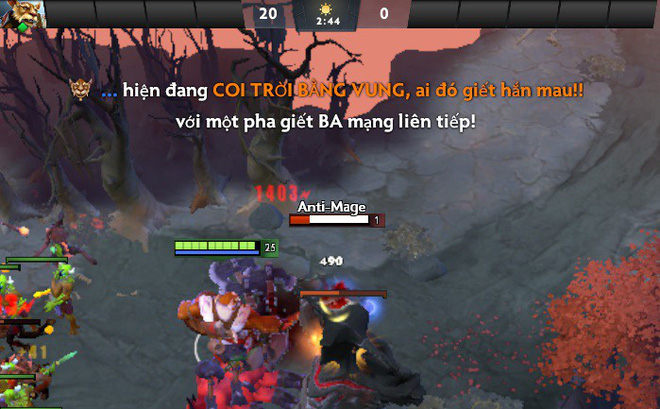 20 2:44 0
... hiện đang COI TRỜI BẰNG VUNG, ai đó giết hắn mau!!
với một pha giết BA mạng liên tiếp!
1403
Anti-Mage
1
25
490
41